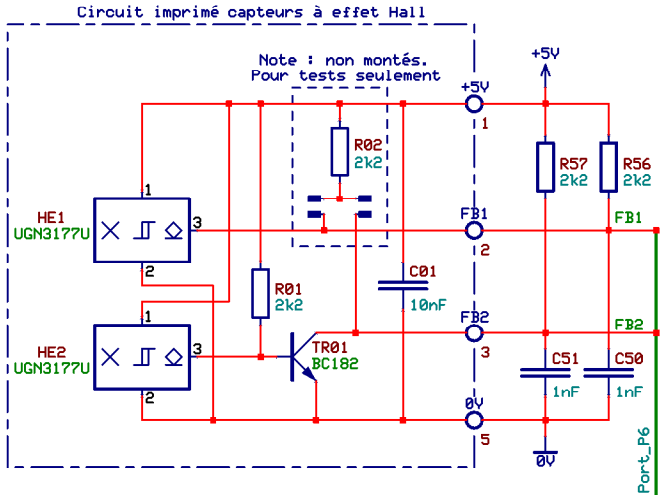 Circuit imprimé capteurs à effet Hall
Note : non montés.
Pour tests seulement
+5V
+5V
1
R02
2k2
R57
2k2
R56
2k2
1
HE1
UGN3177U
3
FB1
2
FB1
2
R01
2k2
C01
10nF
1
HE2
UGN3177U
3
TR01
BC182
FB2
3
FB2
2
C51
1nF
C50
1nF
0V
5
0V
Port_P6